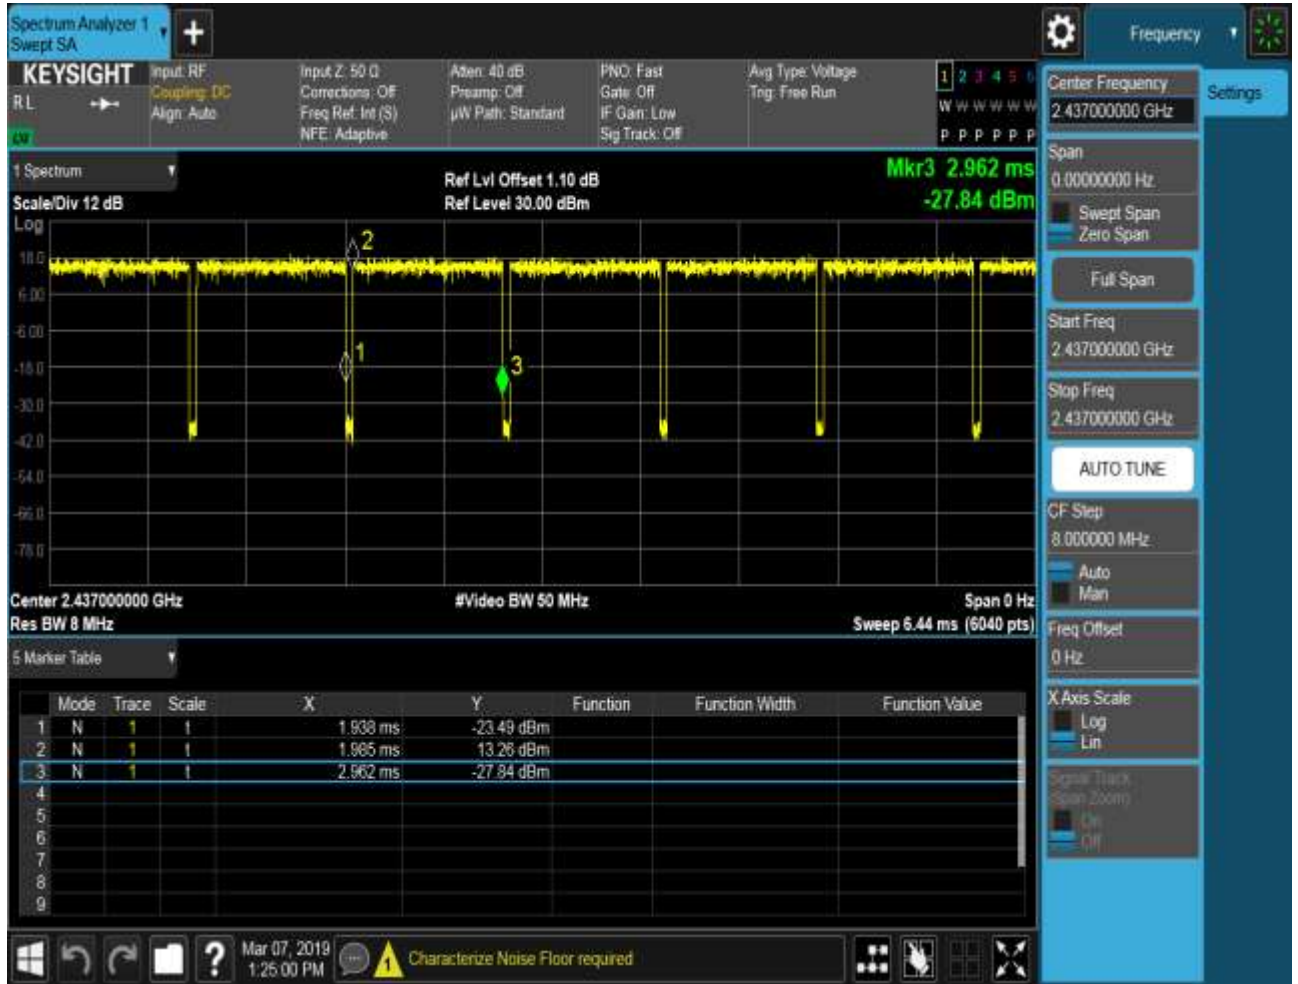 Spectrum Analyzer 1
Swept SA
Frequency
KEYSIGHT
RL
Input: RF
Coupling: DC
Align: Auto
Input Z: 50 Ω
Corrections: Off
Freq Ref: Int (S)
NFE: Adaptive
Atten: 40 dB
Preamp: Off
µW Path: Standard
PNO: Fast
Gate: Off
IF Gain: Low
Sig Track: Off
Avg Type: Voltage
Trig: Free Run
1 2 3 4 5 6
W W W W W W
P P P P P P
1 Spectrum
Scale/Div 12 dB
Ref Lvl Offset 1.10 dB
Ref Level 30.00 dBm
Mkr3 2.962 ms
-27.84 dBm
Log
18.0
6.00
-6.00
-18.0
-30.0
-42.0
-54.0
-66.0
-78.0
2
1
3
Center 2.437000000 GHz
#Video BW 50 MHz
Span 0 Hz
Res BW 8 MHz
Sweep 6.44 ms (6040 pts)
5 Marker Table
Mode Trace Scale X Y Function Function Width Function Value
1 N 1 t 1.938 ms -23.49 dBm
2 N 1 t 1.985 ms 13.26 dBm
3 N 1 t 2.962 ms -27.84 dBm
4
5
6
7
8
9
Mar 07, 2019
1:25:00 PM
1
Characterize Noise Floor required
Center Frequency
2.437000000 GHz
Settings
Span
0.00000000 Hz
Swept Span
Zero Span
Full Span
Start Freq
2.437000000 GHz
Stop Freq
2.437000000 GHz
AUTO TUNE
CF Step
8.000000 MHz
Auto
Man
Freq Offset
0 Hz
X Axis Scale
Log
Lin
Signal Track
(Span Zoom)
On
Off